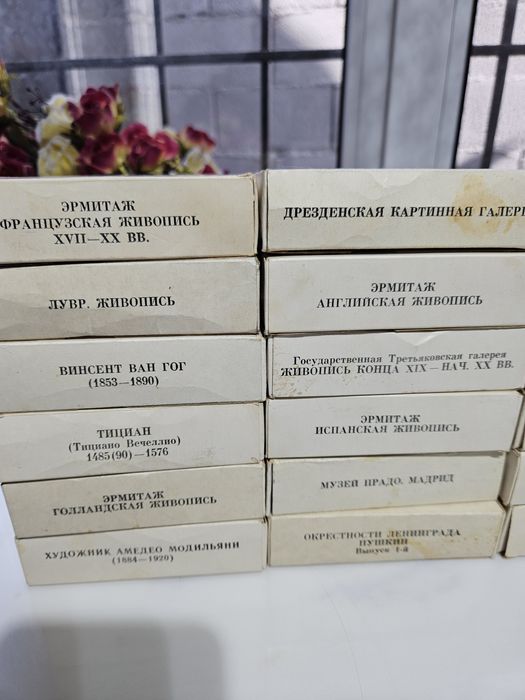 ЭРМИТАЖ
ФРАНЦУЗСКАЯ ЖИВОПИСЬ
XVII—XX ВВ.
ЛУВР. ЖИВОПИСЬ
ВИНСЕНТ ВАН ГОГ
(1853—1890)
ТИЦИАН
(Тициано Вечеллио)
1485(90)—1576
ЭРМИТАЖ
ГОЛЛАНДСКАЯ ЖИВОПИСЬ
ХУДОЖНИК АМЕДЕО МОДИЛЬЯНИ
(1884—1920)
ДРЕЗДЕНСКАЯ КАРТИННАЯ ГАЛЕРЕ
ЭРМИТАЖ
АНГЛИЙСКАЯ ЖИВОПИСЬ
Государственная Третьяковская галерея
ЖИВОПИСЬ КОНЦА XIX — НАЧ. XX ВВ.
ЭРМИТАЖ
ИСПАНСКАЯ ЖИВОПИСЬ
МУЗЕЙ ПРАДО. МАДРИД
ОКРЕСТНОСТИ ЛЕНИНГРАДА
ПУШКИН
Выпуск 1-й